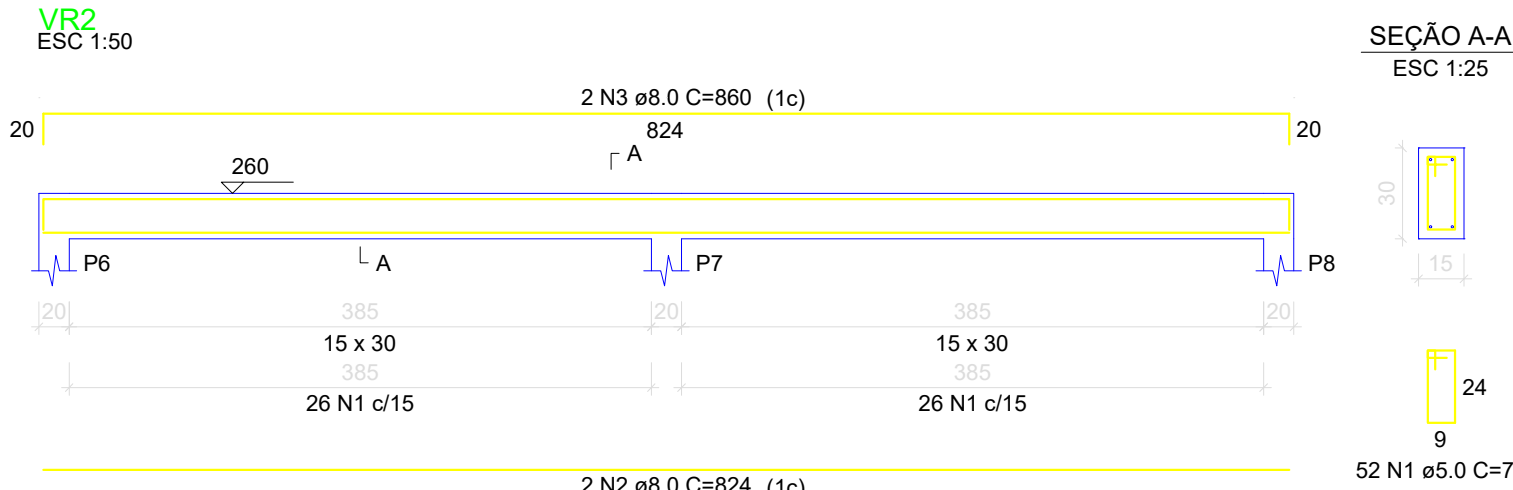 VR2
ESC 1:50
SEÇÃO A-A
ESC 1:25
2 N3 ø8.0 C=860 (1c)
20
824
20
A
260
30
A
P6
P7
P8
15
20
385
20
385
20
15 x 30
15 x 30
385
385
26 N1 c/15
26 N1 c/15
24
9
52 N1 ø5.0 C=7
2 N2 ø8.0 C=824 (1c)